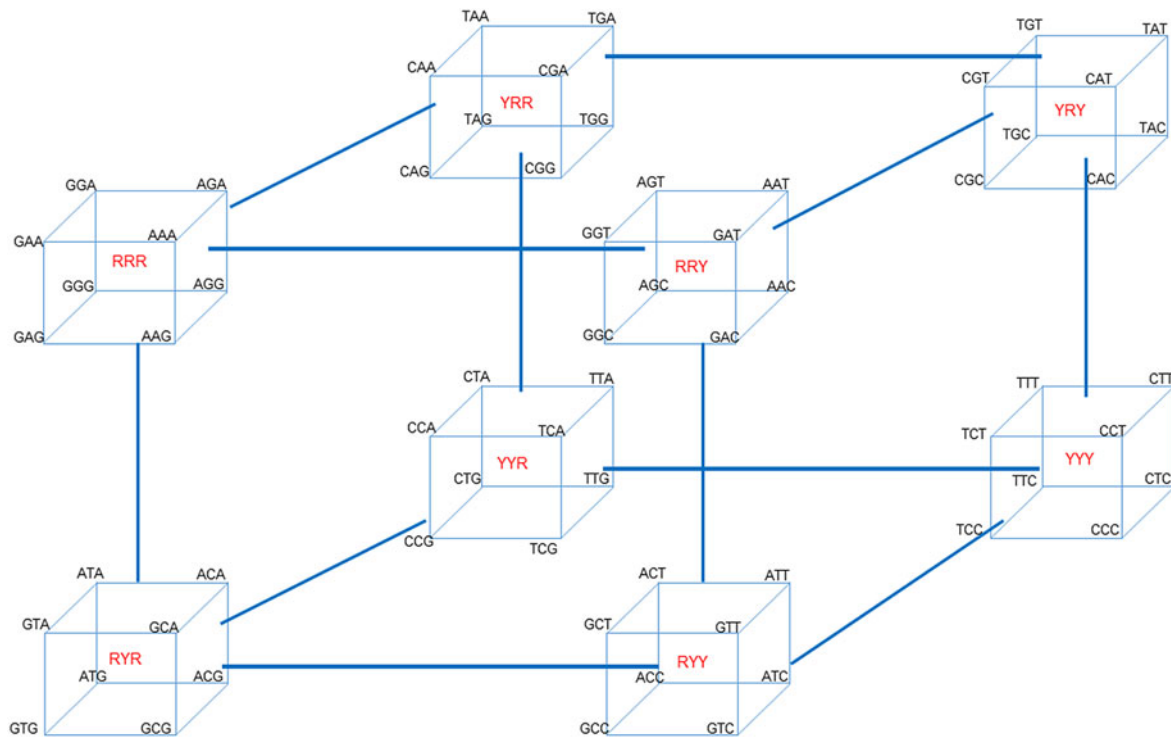 TAA TGA
CAA CGA
YRR
TAG TGG
CAG CGG
TGT TAT
CGT CAT
YRY
TGC TAC
CGC CAC
GGA AGA
GAA AAA
RRR
GGG AGG
GAG AAG
AGT AAT
GGT GAT
RRY
AGC AAC
GGC GAC
CTA TTA
CCA TCA
YYR
CTG TTG
CCG TCG
TTT CTT
TCT CCT
YYY
TTC CTC
TCC CCC
ATA ACA
GTA GCA
RYR
ATG ACG
GTG GCG
ACT ATT
GCT GTT
RYY
ACC ATC
GCC GTC